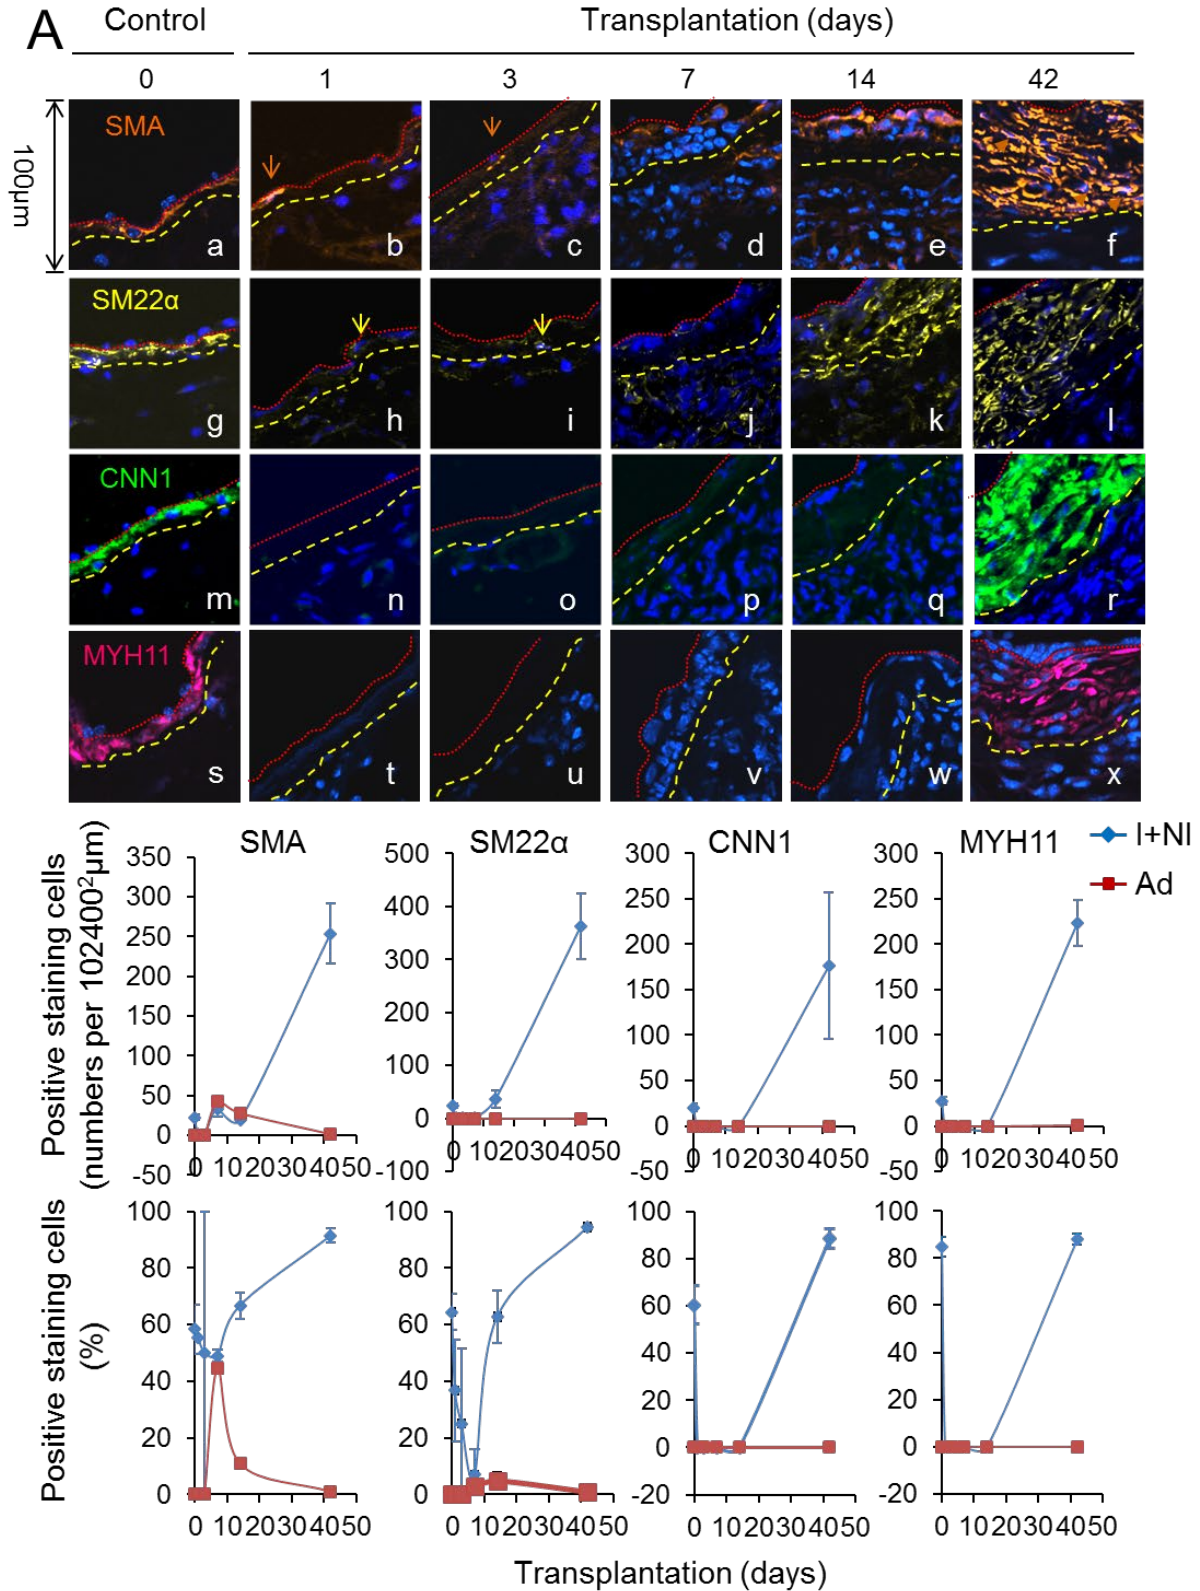 A
Control
Transplantation (days)
0 1 3 7 14 42
100µm
SMA
a b c d e f
SM22α
g h i j k l
CNN1
m n o p q r
MYH11
s t u v w x
SMA SM22α CNN1 MYH11
I+NI
Ad
Positive staining cells
(numbers per 102400²µm)
350
300
250
200
150
100
50
0
-50
0 10 20 30 40 50
500
400
300
200
100
0
-100
0 10 20 30 40 50
300
250
200
150
100
50
0
-50
0 10 20 30 40 50
300
250
200
150
100
50
0
-50
0 10 20 30 40 50
Positive staining cells
(%)
100
80
60
40
20
0
0 10 20 30 40 50
100
80
60
40
20
0
0 10 20 30 40 50
100
80
60
40
20
0
-20
0 10 20 30 40 50
100
80
60
40
20
0
-20
0 10 20 30 40 50
Transplantation (days)